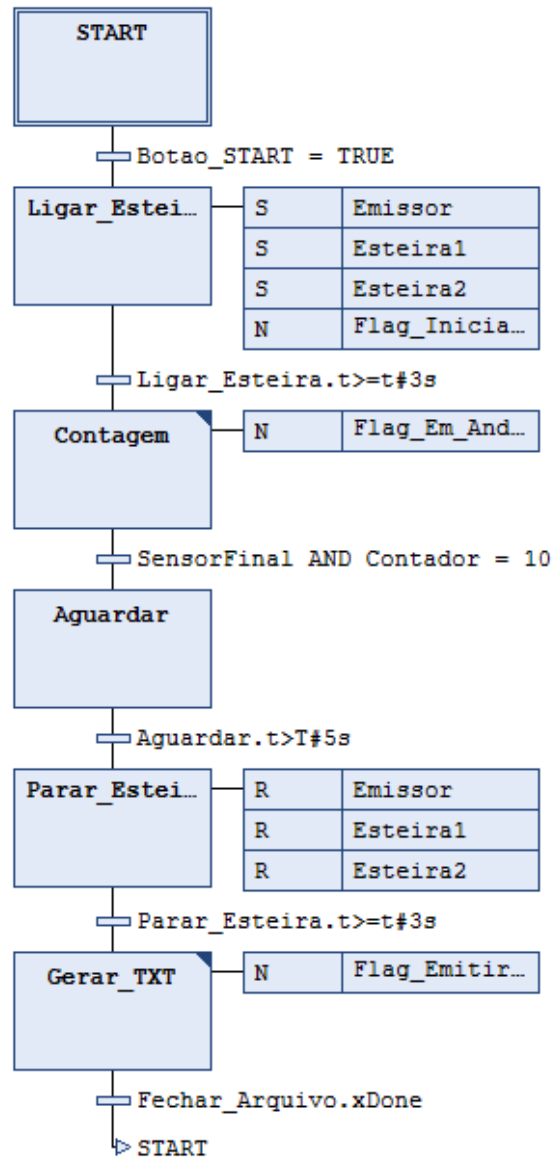 START
Botao_START = TRUE
Ligar_Estei…
S Emissor
S Esteira1
S Esteira2
N Flag_Inicia…
Ligar_Esteira.t>=t#3s
Contagem
N Flag_Em_And…
SensorFinal AND Contador = 10
Aguardar
Aguardar.t>T#5s
Parar_Estei…
R Emissor
R Esteira1
R Esteira2
Parar_Esteira.t>=t#3s
Gerar_TXT
N Flag_Emitir…
Fechar_Arquivo.xDone
START